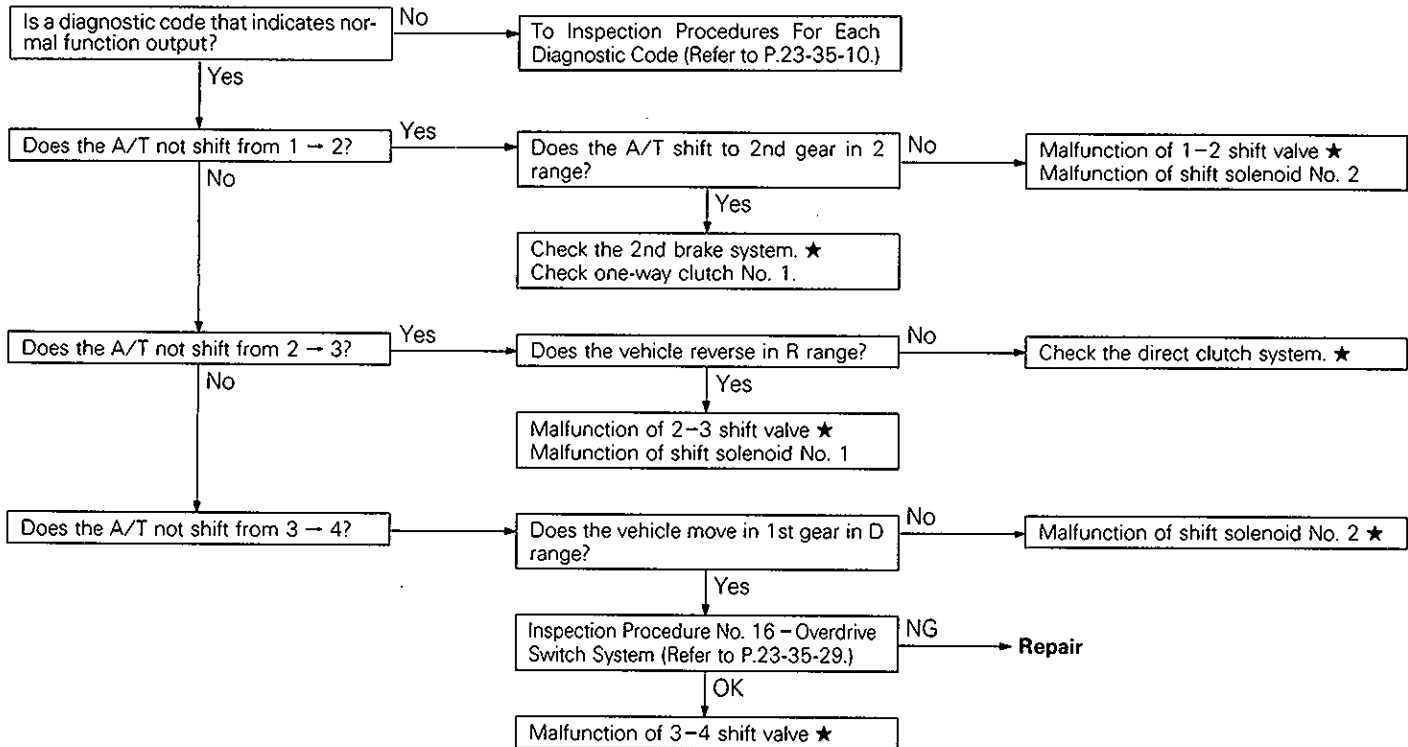 Is a diagnostic code that indicates nor-
mal function output?
No
To Inspection Procedures For Each
Diagnostic Code (Refer to P.23-35-10.)
Yes
Does the A/T not shift from 1 → 2?
Yes
Does the A/T shift to 2nd gear in 2
range?
No
Malfunction of 1–2 shift valve ★
Malfunction of shift solenoid No. 2
No
Yes
Check the 2nd brake system. ★
Check one-way clutch No. 1.
Does the A/T not shift from 2 → 3?
Yes
Does the vehicle reverse in R range?
No
Check the direct clutch system. ★
No
Yes
Malfunction of 2–3 shift valve ★
Malfunction of shift solenoid No. 1
Does the A/T not shift from 3 → 4?
Does the vehicle move in 1st gear in D
range?
No
Malfunction of shift solenoid No. 2 ★
Yes
Inspection Procedure No. 16 – Overdrive
Switch System (Refer to P.23-35-29.)
NG
Repair
OK
Malfunction of 3–4 shift valve ★